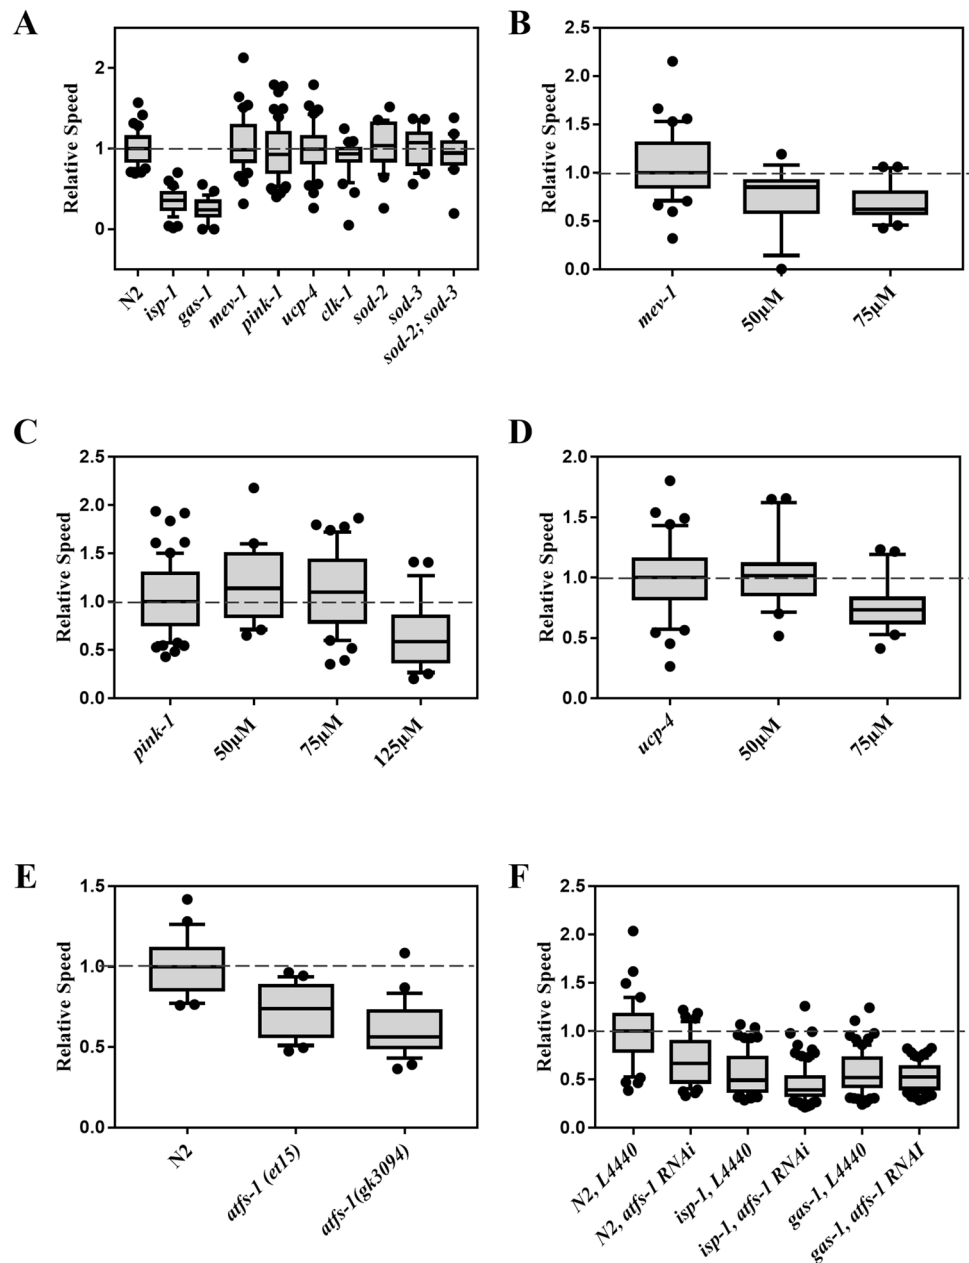 A
Relative Speed
2
1
0
N2
isp-1
gas-1
mev-1
pink-1
ucp-4
clk-1
sod-2
sod-3
sod-2; sod-3
B
Relative Speed
2.5
2.0
1.5
1.0
0.5
0.0
mev-1
50μM
75μM
C
Relative Speed
2.5
2.0
1.5
1.0
0.5
0.0
pink-1
50μM
75μM
125μM
D
Relative Speed
2.0
1.5
1.0
0.5
0.0
ucp-4
50μM
75μM
E
Relative Speed
1.5
1.0
0.5
0.0
N2
atfs-1 (et15)
atfs-1(gk3094)
F
Relative Speed
2.5
2.0
1.5
1.0
0.5
0.0
N2, L4440
N2, atfs-1 RNAi
isp-1, L4440
isp-1, atfs-1 RNAi
gas-1, L4440
gas-1, atfs-1 RNAI